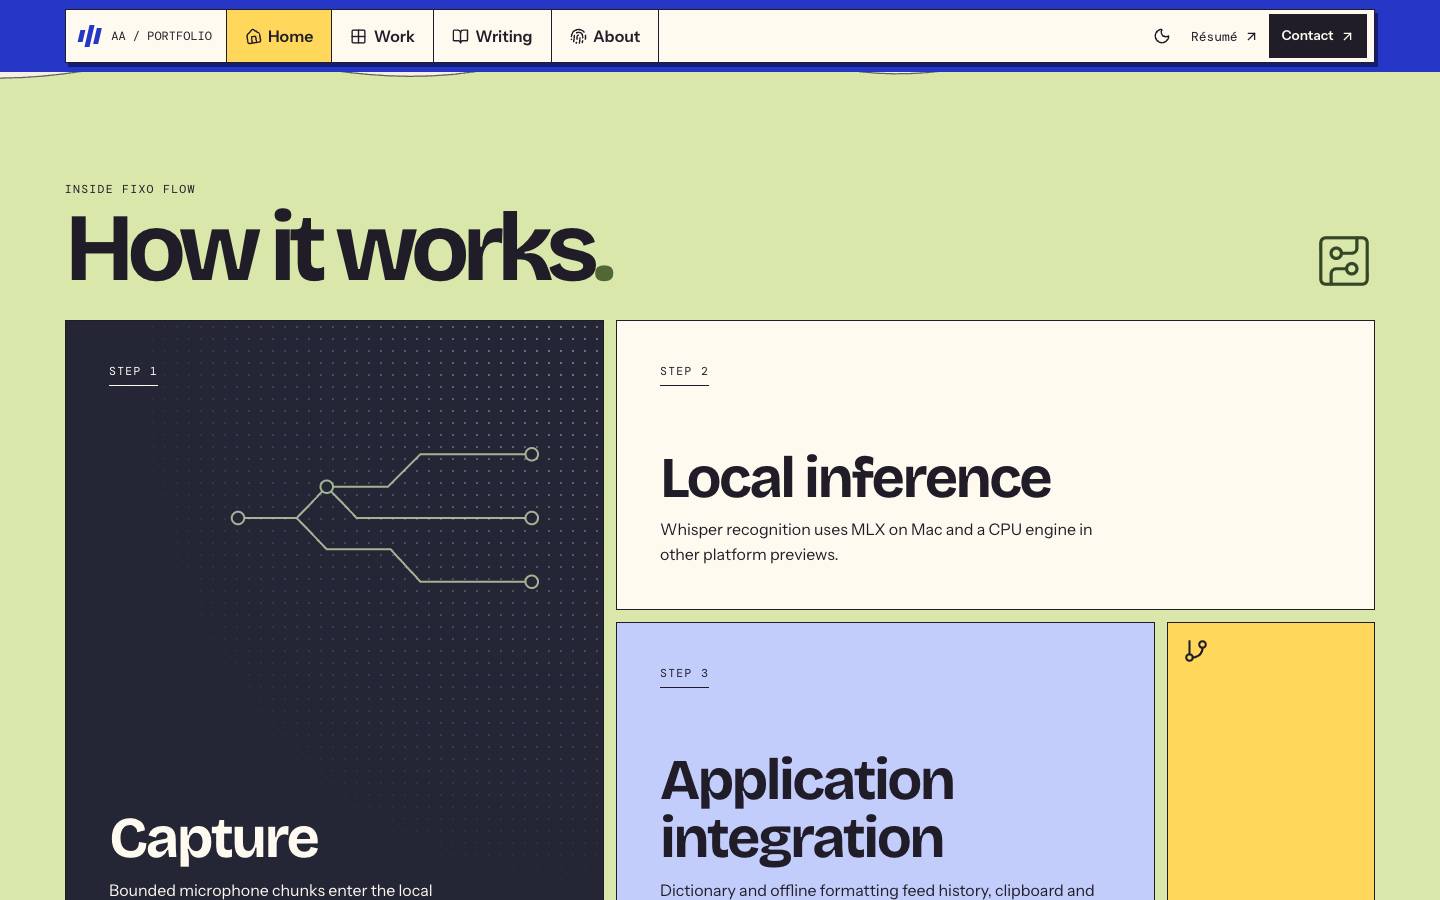 AA / PORTFOLIO
Home
Work
Writing
About
Résumé
Contact
INSIDE FIXO FLOW
How it works.
STEP 1
Capture
Bounded microphone chunks enter the local
STEP 2
Local inference
Whisper recognition uses MLX on Mac and a CPU engine in
other platform previews.
STEP 3
Application
integration
Dictionary and offline formatting feed history, clipboard and